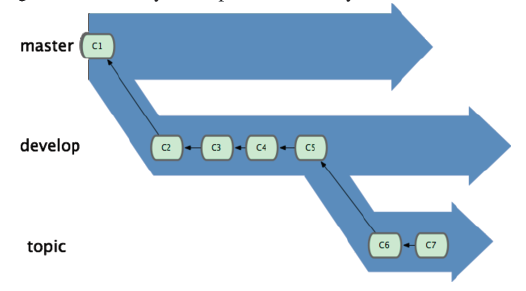 master C1
develop C2 C3 C4 C5
topic C6 C7